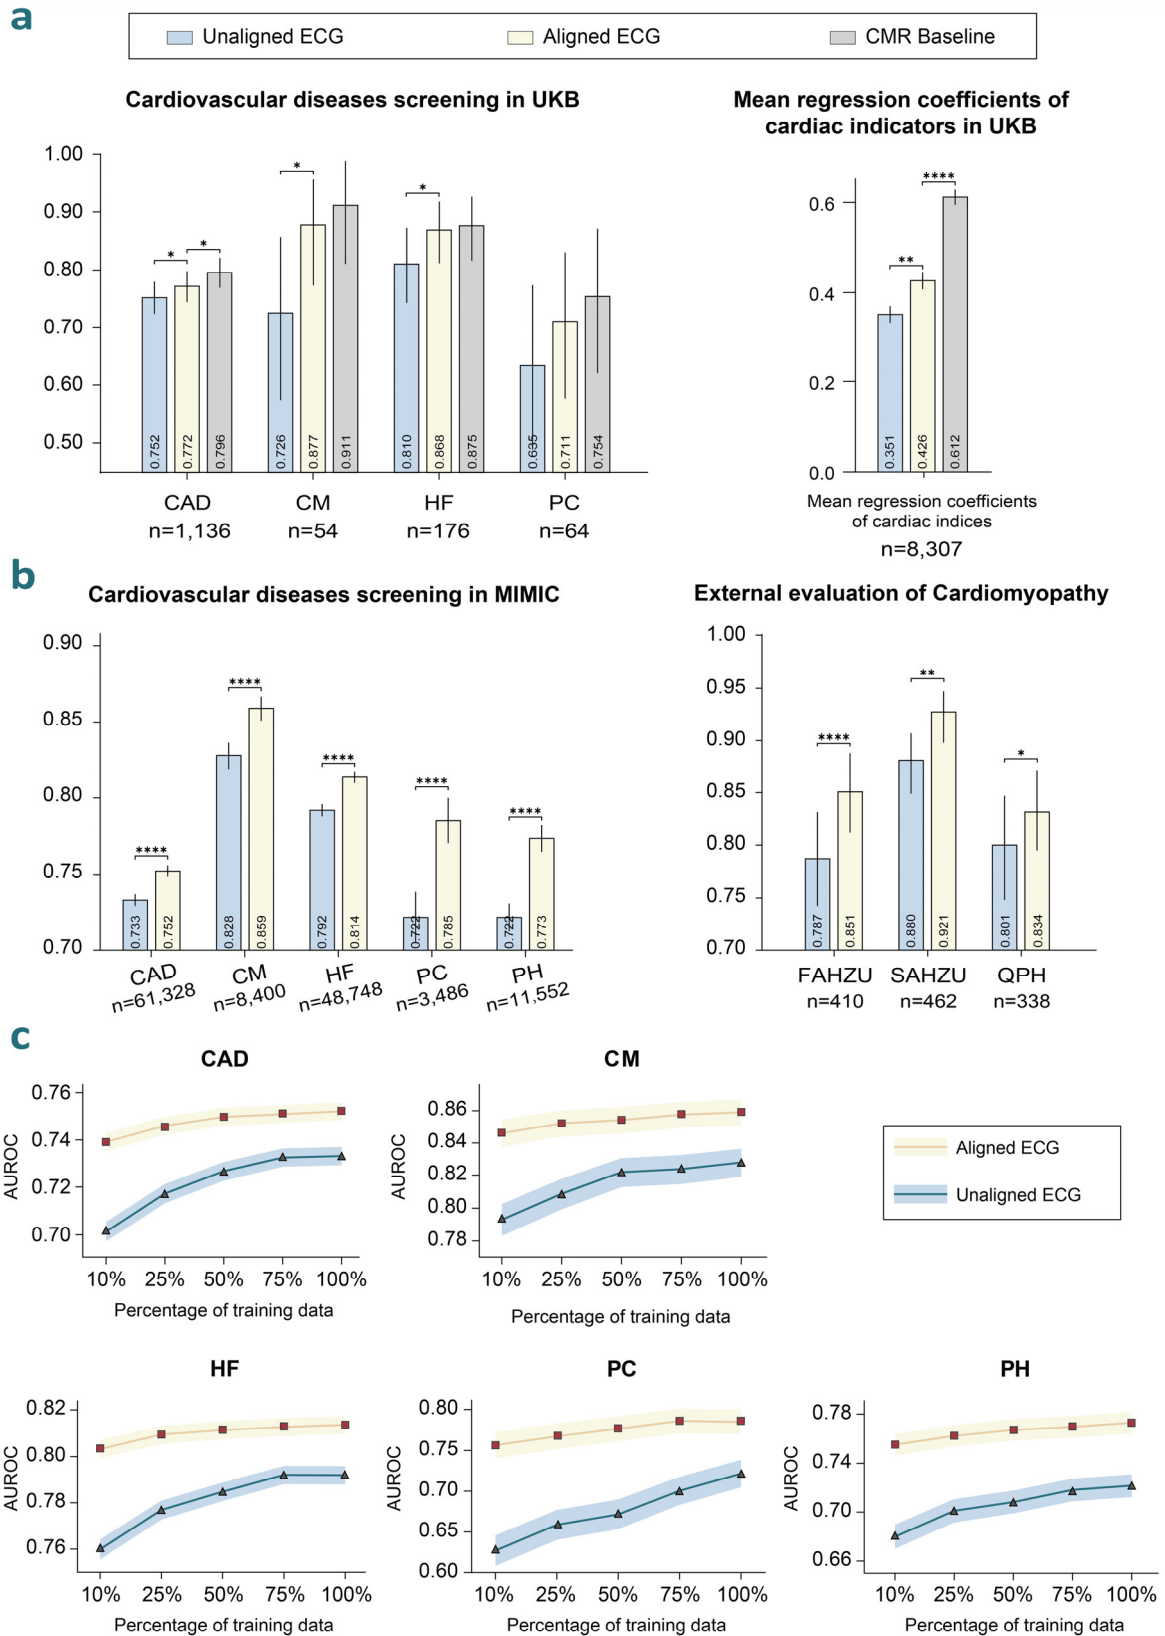 a
Unaligned ECG Aligned ECG CMR Baseline
Cardiovascular diseases screening in UKB
1.00
0.90
0.80
0.70
0.60
0.50
* * * *
0.752 0.772 0.796 0.726 0.877 0.911 0.810 0.868 0.875 0.635 0.711 0.754
CAD CM HF PC
n=1,136 n=54 n=176 n=64
Mean regression coefficients of
cardiac indicators in UKB
0.6
0.4
0.2
0.0
****
**
0.351 0.426 0.612
Mean regression coefficients
of cardiac indices
n=8,307
b
Cardiovascular diseases screening in MIMIC
0.90
0.85
0.80
0.75
0.70
**** **** **** **** ****
0.733 0.752 0.828 0.859 0.792 0.814 0.722 0.785 0.722 0.773
CAD CM HF PC PH
n=61,328 n=8,400 n=48,748 n=3,486 n=11,552
External evaluation of Cardiomyopathy
1.00
0.95
0.90
0.85
0.80
0.75
0.70
**** ** *
0.787 0.851 0.880 0.921 0.801 0.834
FAHZU SAHZU QPH
n=410 n=462 n=338
c
CAD
AUROC
0.76
0.74
0.72
0.70
10% 25% 50% 75% 100%
Percentage of training data
CM
AUROC
0.86
0.84
0.82
0.80
0.78
10% 25% 50% 75% 100%
Percentage of training data
Aligned ECG
Unaligned ECG
HF
AUROC
0.82
0.80
0.78
0.76
10% 25% 50% 75% 100%
Percentage of training data
PC
AUROC
0.80
0.75
0.70
0.65
0.60
10% 25% 50% 75% 100%
Percentage of training data
PH
AUROC
0.78
0.74
0.70
0.66
10% 25% 50% 75% 100%
Percentage of training data